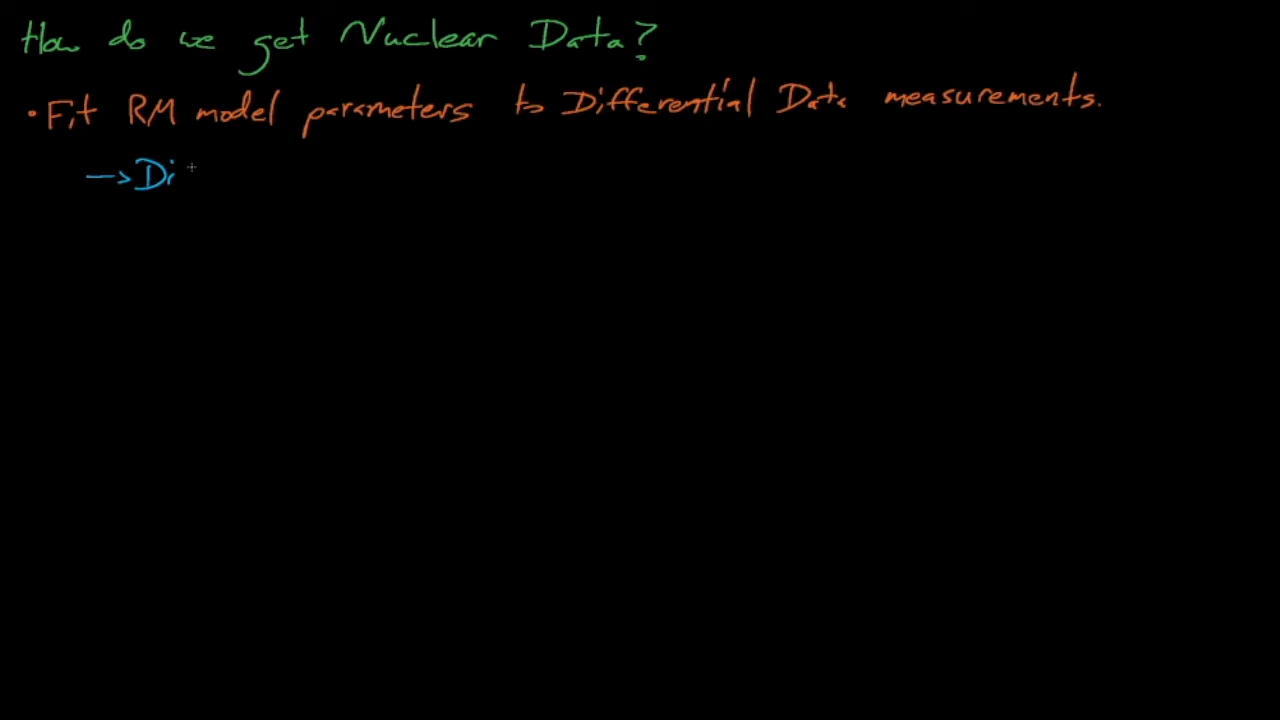 How do we get Nuclear Data?
• Fit RM model parameters to Differential Data measurements.
→ Di